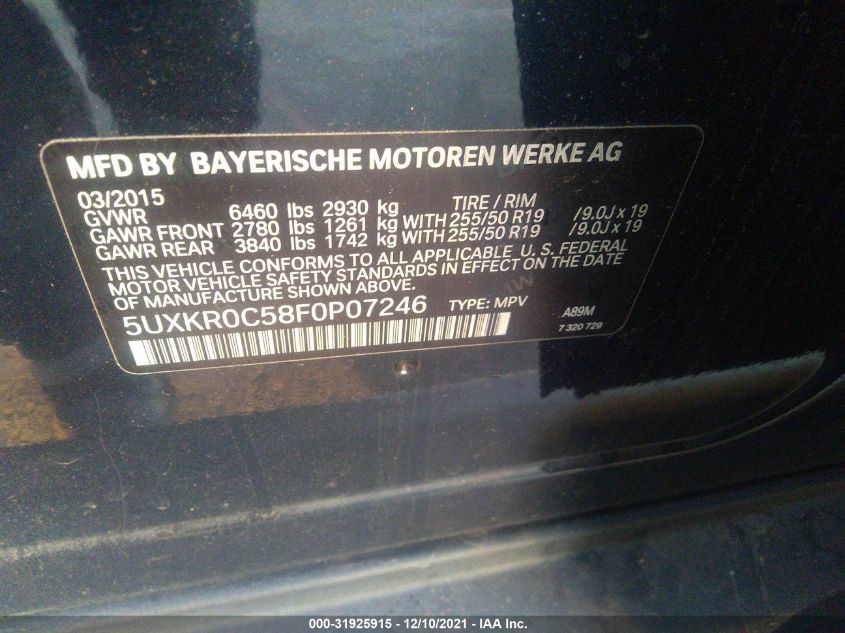 MFD BY BAYERISCHE MOTOREN WERKE AG
03/2015 TIRE / RIM
GVWR 6460 lbs 2930 kg
GAWR FRONT 2780 lbs 1261 kg WITH 255/50 R19 /9.0J x 19
GAWR REAR 3840 lbs 1742 kg WITH 255/50 R19 /9.0J x 19
THIS VEHICLE CONFORMS TO ALL APPLICABLE U.S. FEDERAL
MOTOR VEHICLE SAFETY STANDARDS IN EFFECT ON THE DATE
OF MANUFACTURE SHOWN ABOVE.
5UXKR0C58F0P07246 TYPE: MPV A89M
7 320 729
000-31925915 - 12/10/2021 - IAA Inc.